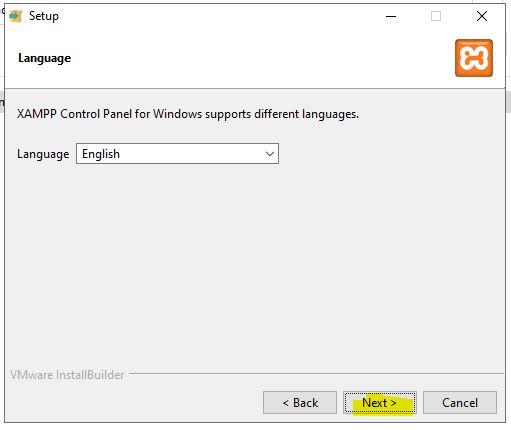 Setup
Language
XAMPP Control Panel for Windows supports different languages.
Language English
VMware InstallBuilder
< Back Next > Cancel